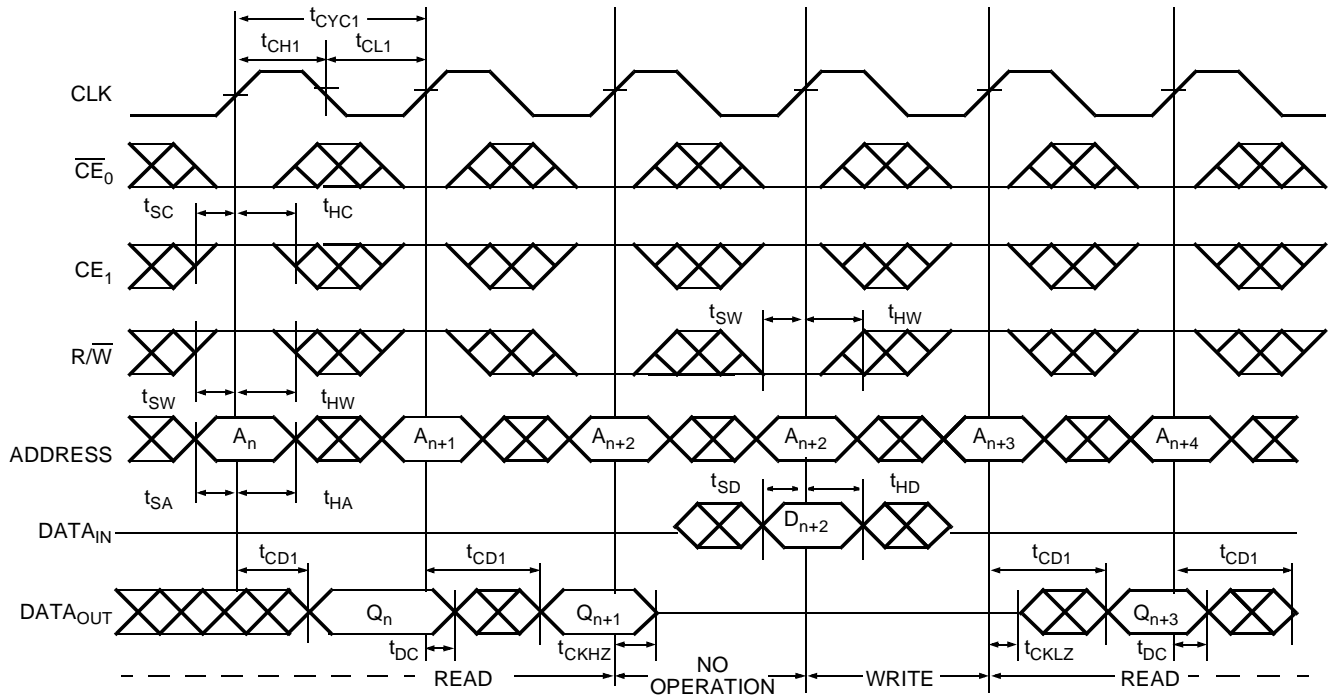 tCYC1
tCH1 tCL1
CLK
CE0
tSC tHC
CE1
tSW tHW
R/W
tSW tHW
An An+1 An+2 An+2 An+3 An+4
ADDRESS
tSA tHA
tSD tHD
DATAIN Dn+2
tCD1 tCD1 tCD1 tCD1
DATAOUT Qn Qn+1 Qn+3
tDC tCKHZ tCKLZ tDC
READ NO OPERATION WRITE READ